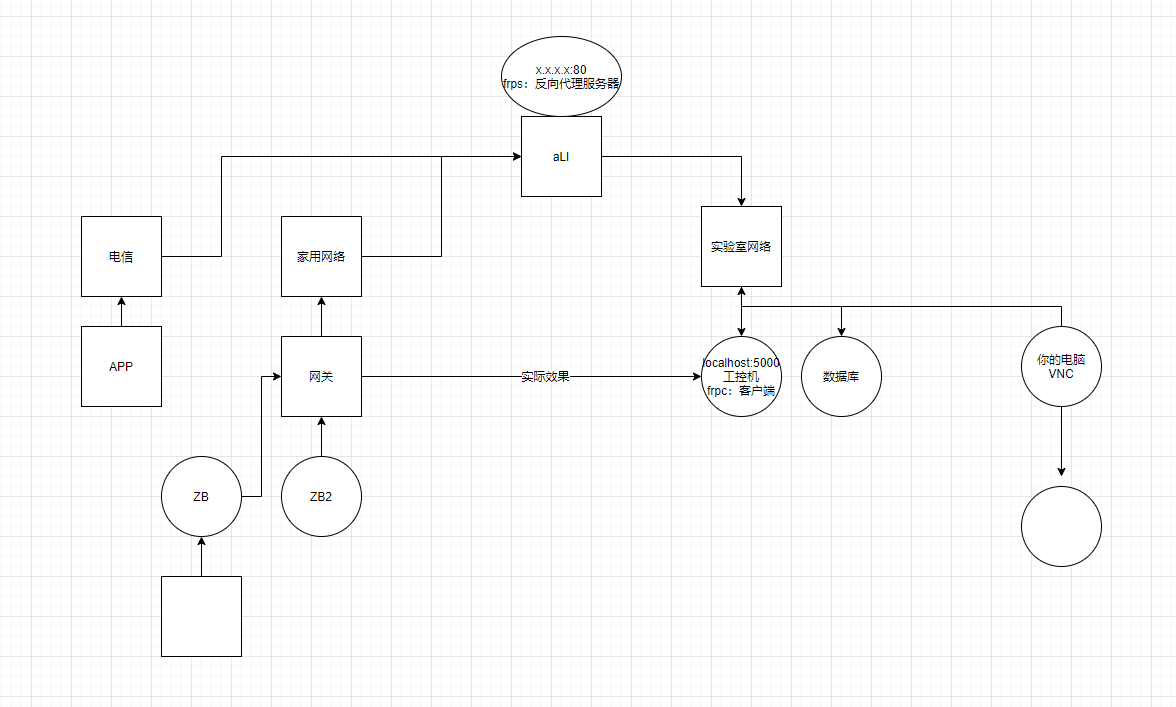 x.x.x.x:80
frps：反向代理服务器
aLI
电信
家用网络
实验室网络
APP
网关
实际效果
localhost:5000
工控机
frpc：客户端
数据库
你的电脑
VNC
ZB
ZB2